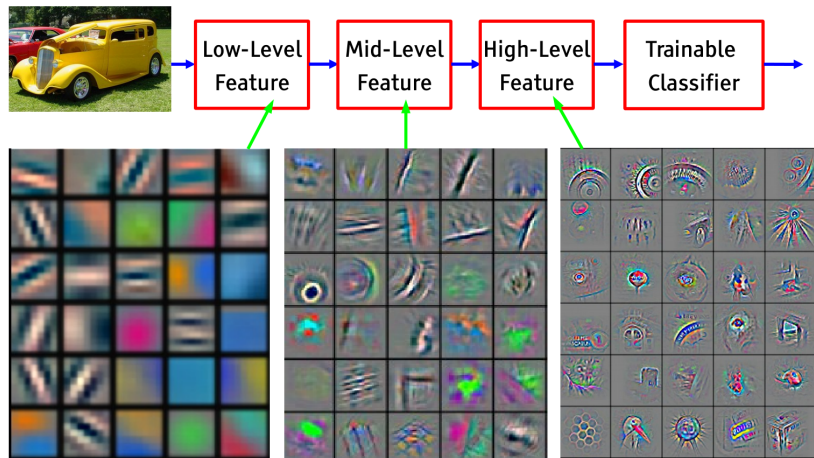 Low-Level
Feature
Mid-Level
Feature
High-Level
Feature
Trainable
Classifier